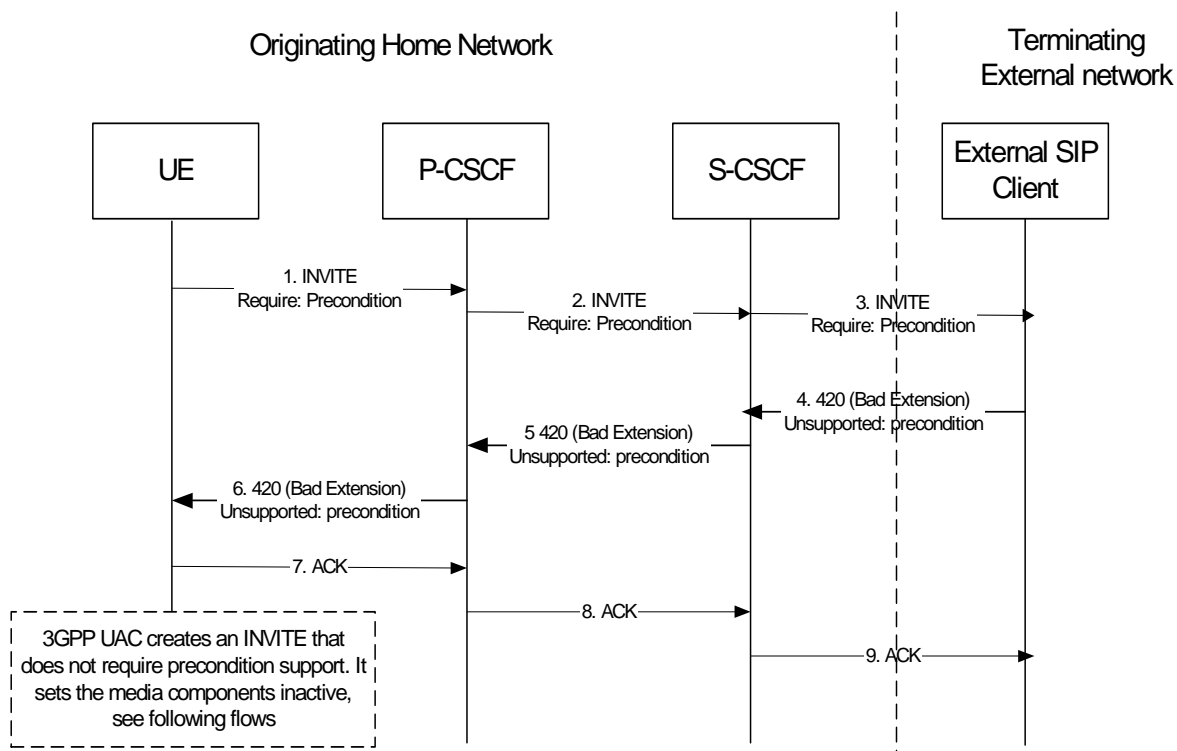 Originating Home Network
Terminating
External network
UE
P-CSCF
S-CSCF
External SIP
Client
1. INVITE
Require: Precondition
2. INVITE
Require: Precondition
3. INVITE
Require: Precondition
4. 420 (Bad Extension)
Unsupported: precondition
5 420 (Bad Extension)
Unsupported: precondition
6. 420 (Bad Extension)
Unsupported: precondition
7. ACK
8. ACK
9. ACK
3GPP UAC creates an INVITE that
does not require precondition support. It
sets the media components inactive,
see following flows